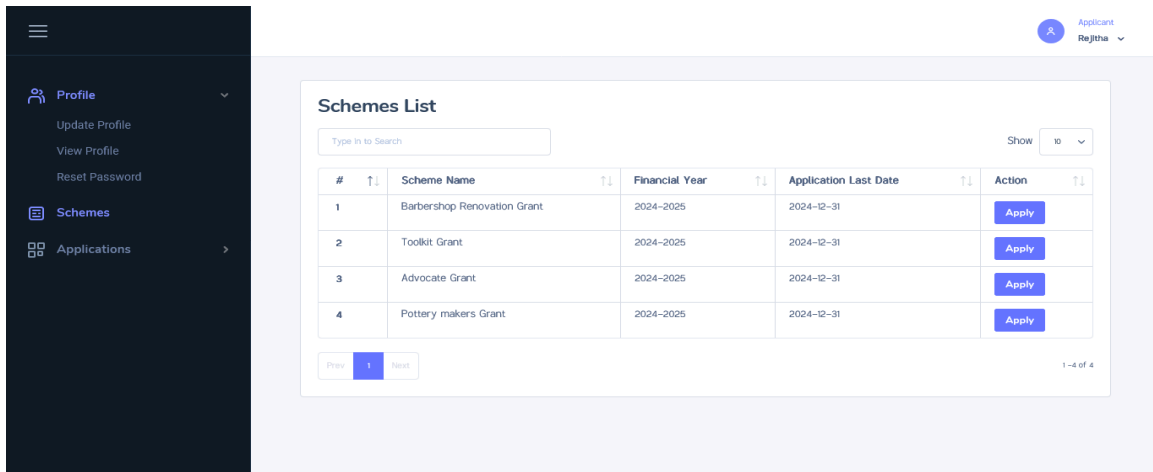 Applicant
Rejitha
Profile
Update Profile
View Profile
Reset Password
Schemes
Applications
Schemes List
Type in to Search
Show 10
# Scheme Name Financial Year Application Last Date Action
1 Barbershop Renovation Grant 2024-2025 2024-12-31 Apply
2 Toolkit Grant 2024-2025 2024-12-31 Apply
3 Advocate Grant 2024-2025 2024-12-31 Apply
4 Pottery makers Grant 2024-2025 2024-12-31 Apply
Prev 1 Next 1 -4 of 4